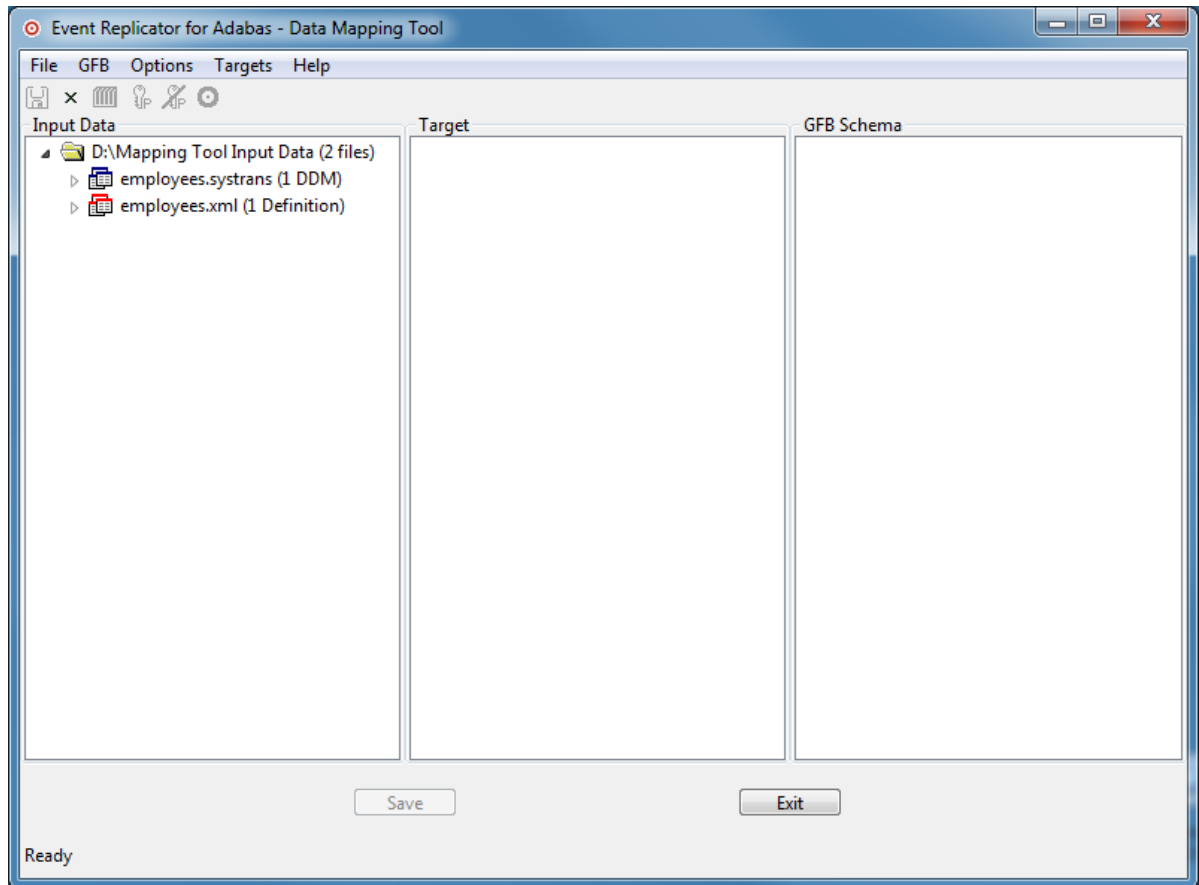 Event Replicator for Adabas - Data Mapping Tool
File GFB Options Targets Help
Input Data
Target
GFB Schema
D:\Mapping Tool Input Data (2 files)
employees.systrans (1 DDM)
employees.xml (1 Definition)
Save
Exit
Ready